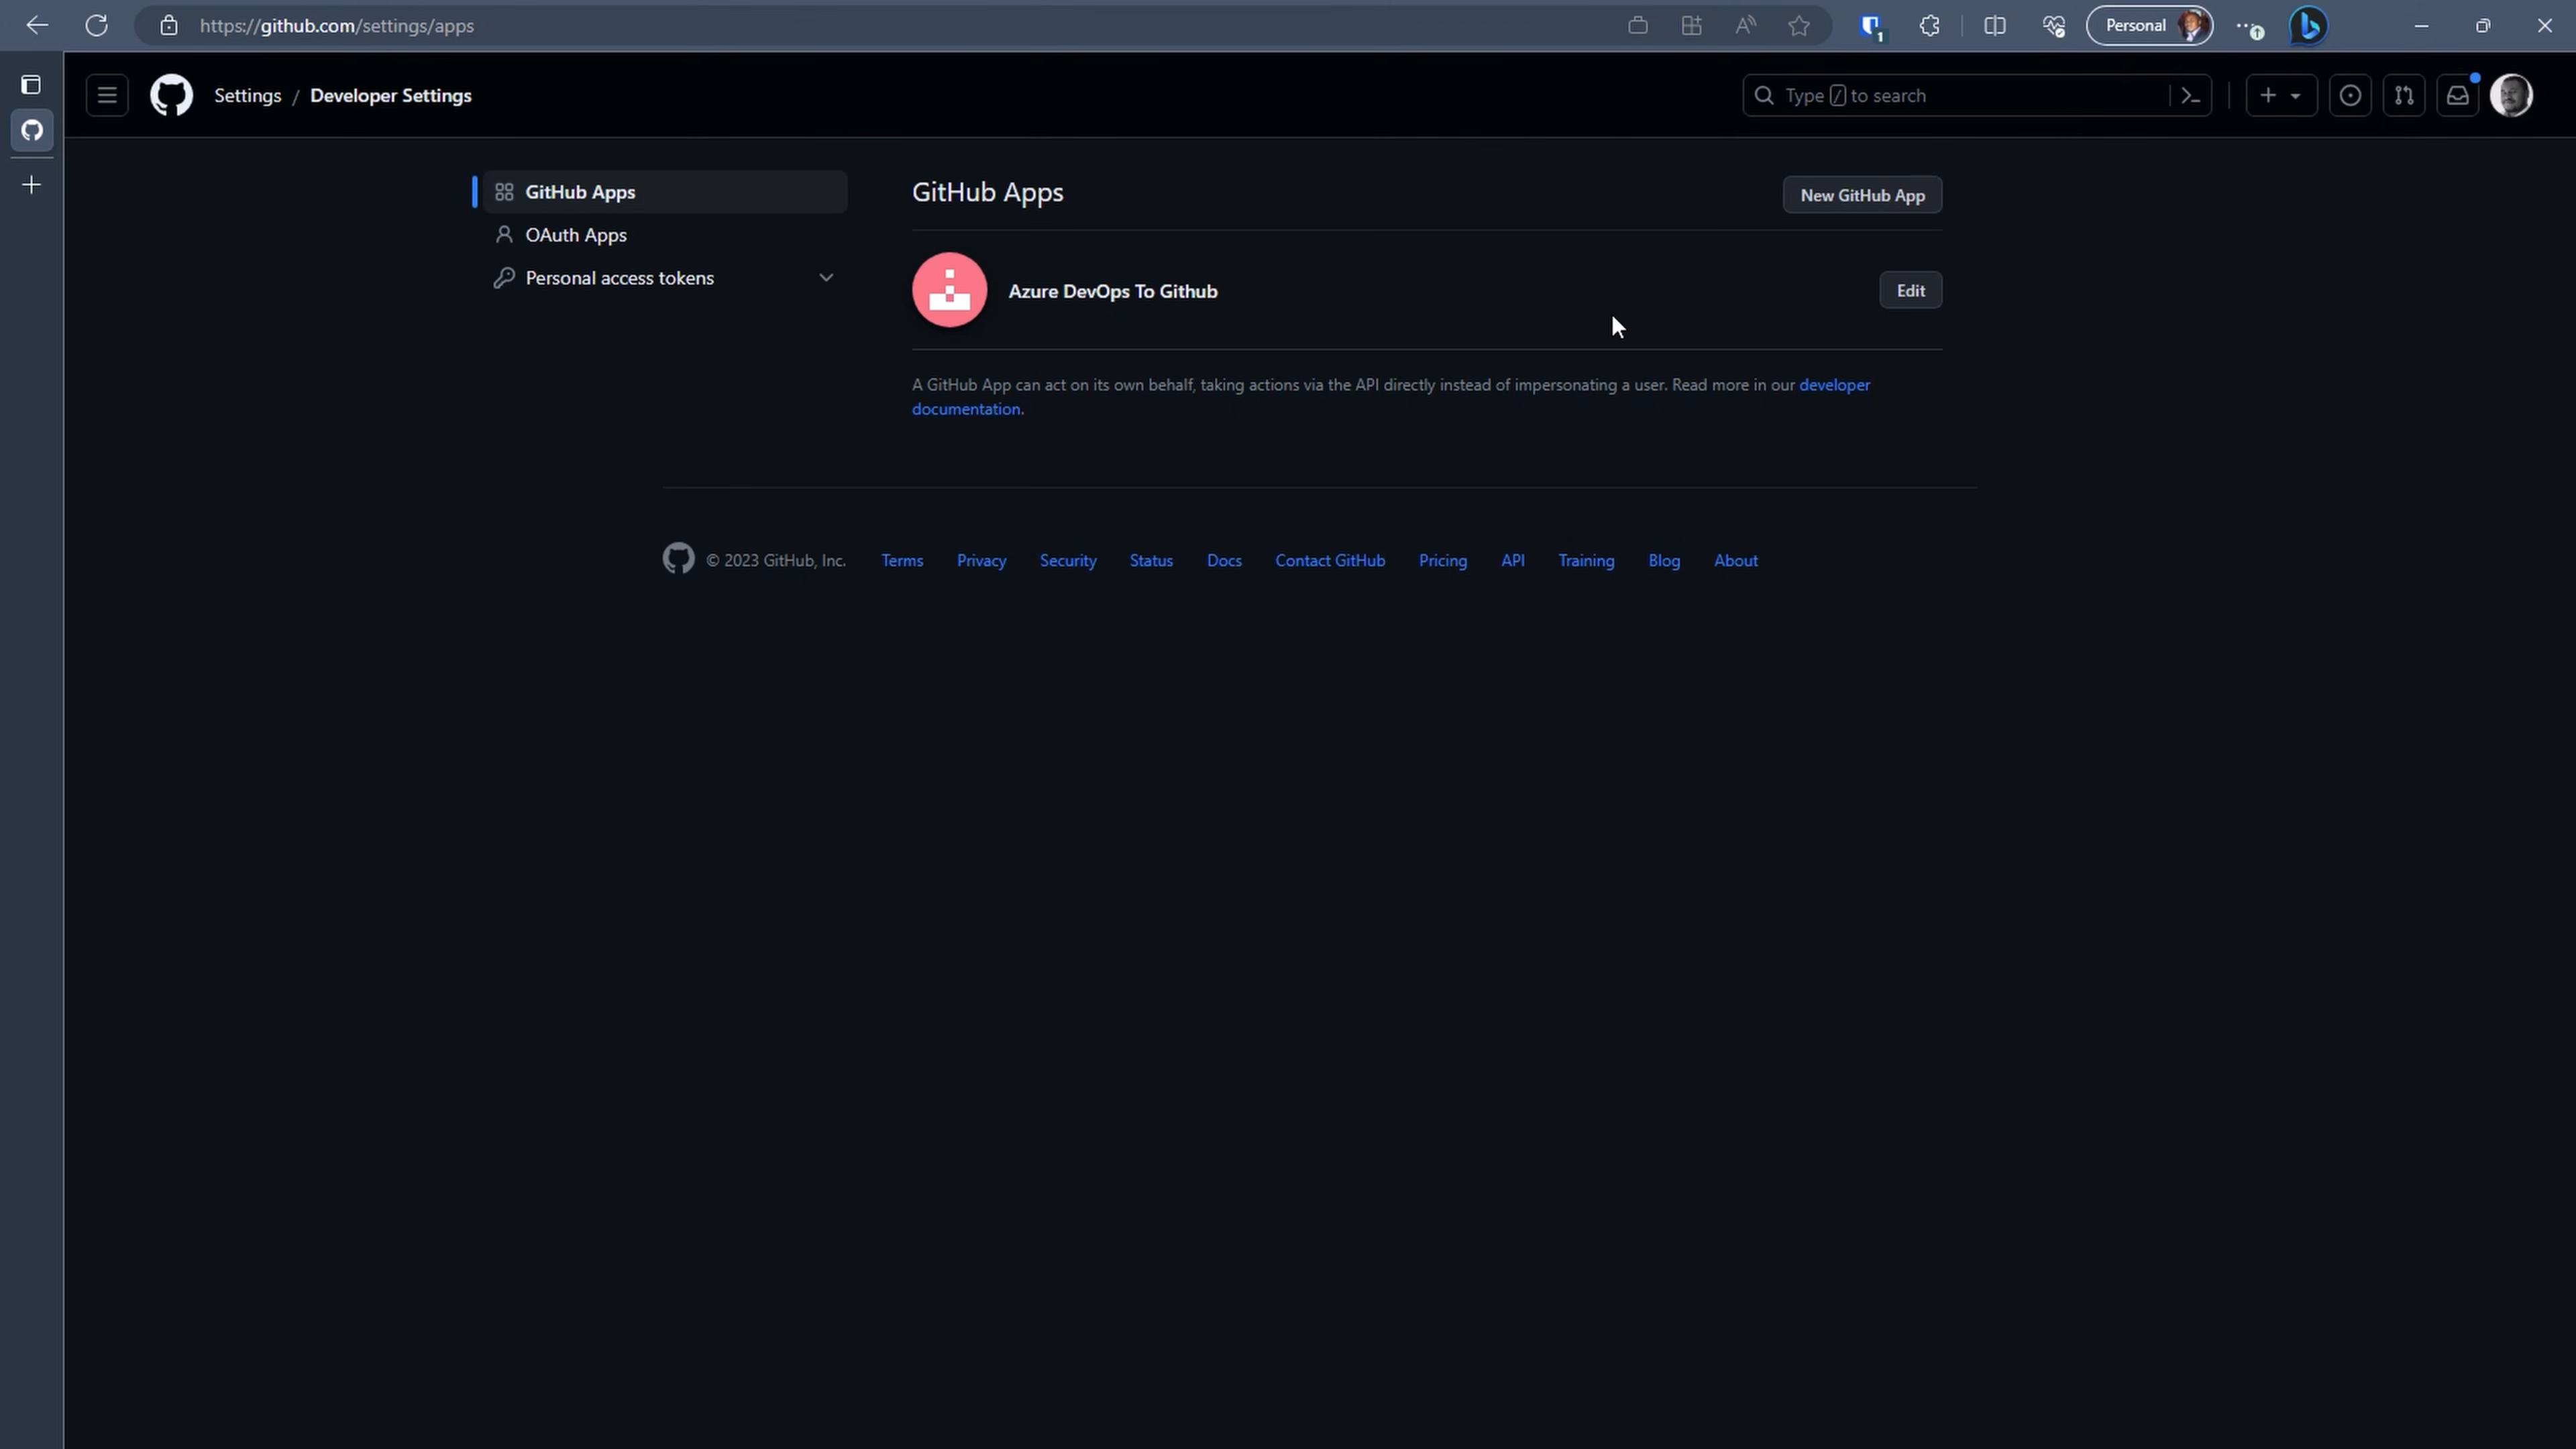 https://github.com/settings/apps
1
Personal
Settings / Developer Settings
Type / to search
GitHub Apps
OAuth Apps
Personal access tokens
GitHub Apps
New GitHub App
Azure DevOps To Github
Edit
A GitHub App can act on its own behalf, taking actions via the API directly instead of impersonating a user. Read more in our developer
documentation.
© 2023 GitHub, Inc. Terms Privacy Security Status Docs Contact GitHub Pricing API Training Blog About